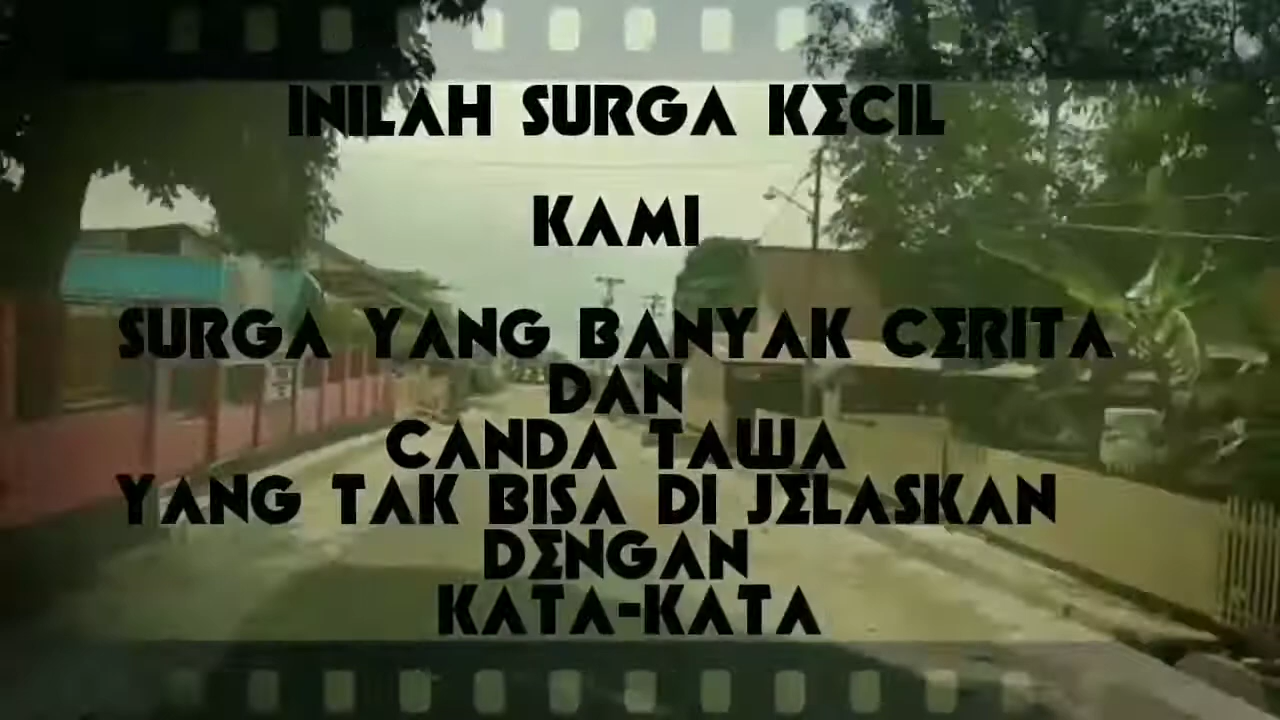 INILAH SURGA KECIL
KAMI
SURGA YANG BANYAK CERITA
DAN
CANDA TAWA
YANG TAK BISA DI JELASKAN
DENGAN
KATA-KATA